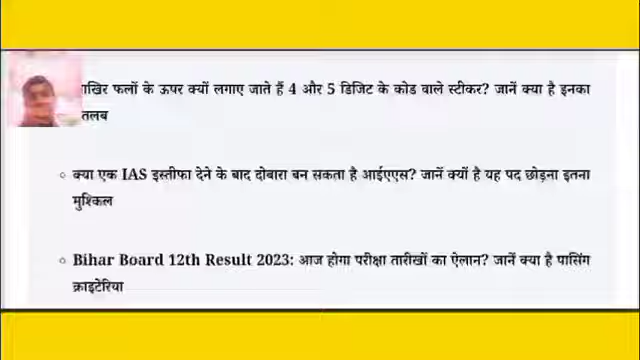 फलों के ऊपर क्यों लगाए जाते हैं 4 और 5 डिजिट के कोड वाले स्टीकर? जानें क्या है इनका
क्या एक IAS इस्तीफा देने के बाद दोबारा बन सकता है आईएएस? जानें क्यों है यह पद छोड़ना इतना
मुश्किल
Bihar Board 12th Result 2023: आज होगा परीक्षा तारीखों का ऐलान? जानें क्या है पासिंग
क्राइटेरिया